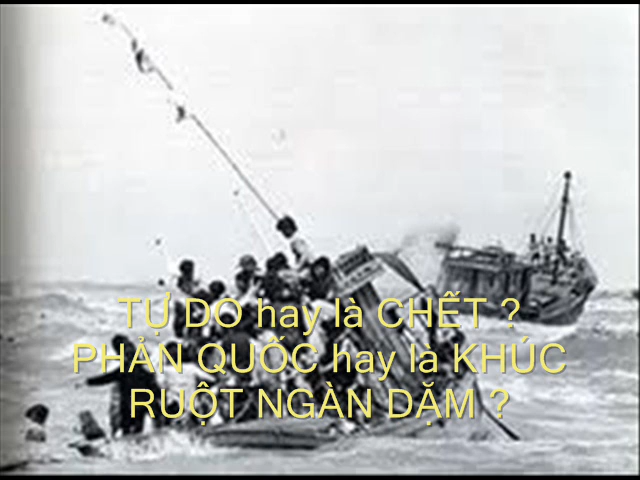 TỰ DO hay là CHẾT ?
PHẢN QUỐC hay là KHÚC
RUỘT NGÀN DẶM ?